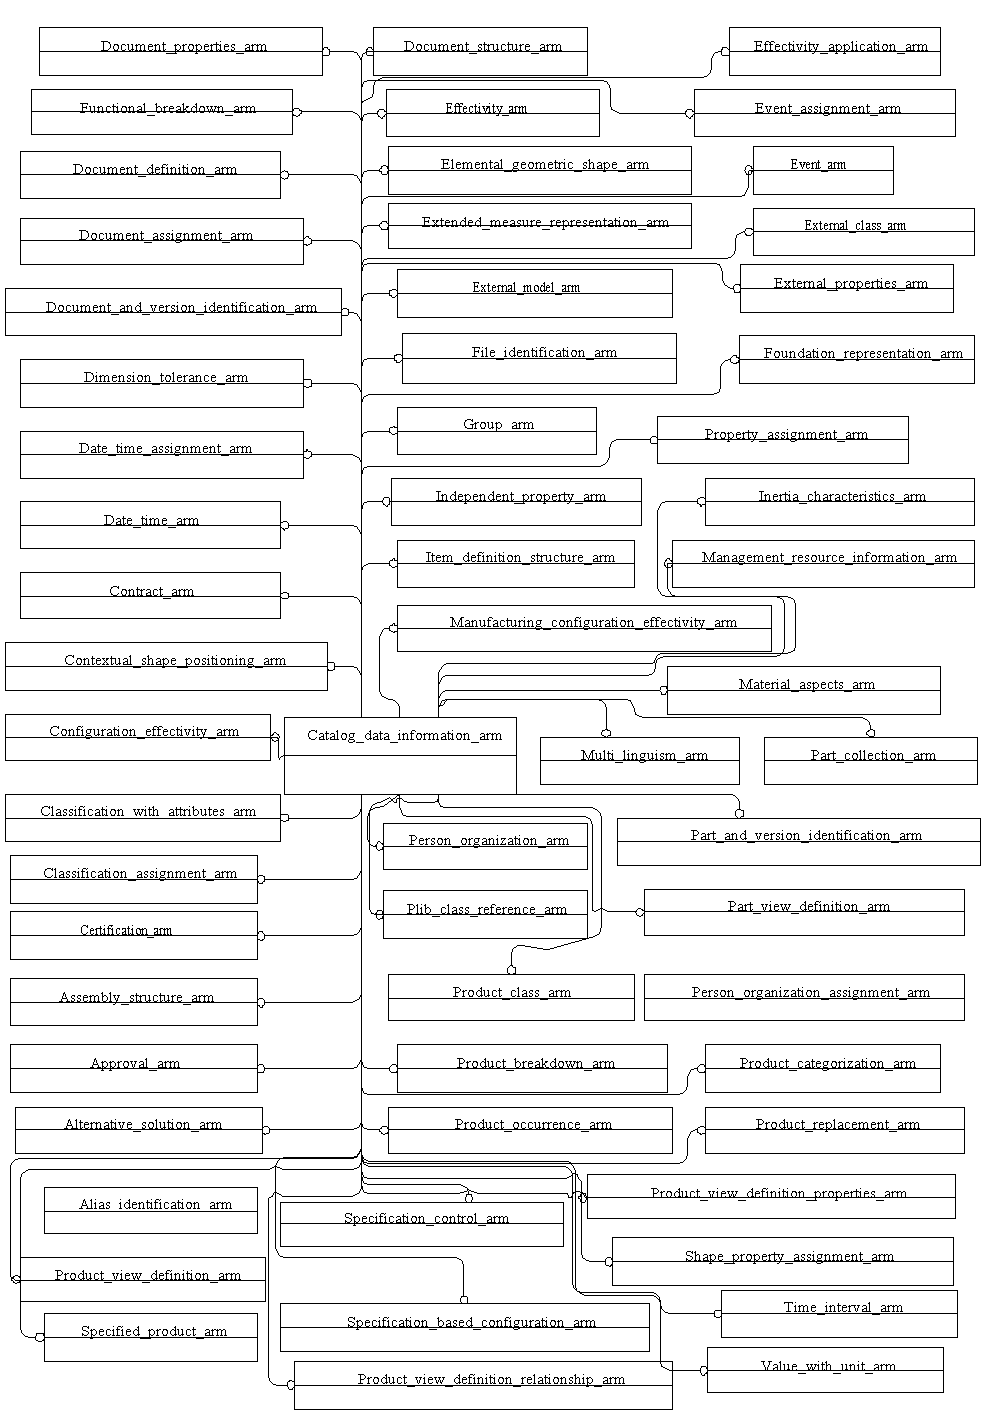 Document_properties_arm
Document_structure_arm
Effectivity_application_arm
Functional_breakdown_arm
Effectivity_arm
Event_assignment_arm
Document_definition_arm
Elemental_geometric_shape_arm
Event_arm
Document_assignment_arm
Extended_measure_representation_arm
External_class_arm
Document_and_version_identification_arm
External_model_arm
External_properties_arm
Dimension_tolerance_arm
File_identification_arm
Foundation_representation_arm
Date_time_assignment_arm
Group_arm
Property_assignment_arm
Date_time_arm
Independent_property_arm
Inertia_characteristics_arm
Contract_arm
Item_definition_structure_arm
Management_resource_information_arm
Contextual_shape_positioning_arm
Manufacturing_configuration_effectivity_arm
Material_aspects_arm
Configuration_effectivity_arm
Catalog_data_information_arm
Multi_linguism_arm
Part_collection_arm
Classification_with_attributes_arm
Person_organization_arm
Part_and_version_identification_arm
Classification_assignment_arm
Plib_class_reference_arm
Part_view_definition_arm
Certification_arm
Assembly_structure_arm
Product_class_arm
Person_organization_assignment_arm
Approval_arm
Product_breakdown_arm
Product_categorization_arm
Alternative_solution_arm
Product_occurrence_arm
Product_replacement_arm
Alias_identification_arm
Specification_control_arm
Product_view_definition_properties_arm
Product_view_definition_arm
Shape_property_assignment_arm
Specified_product_arm
Specification_based_configuration_arm
Time_interval_arm
Product_view_definition_relationship_arm
Value_with_unit_arm